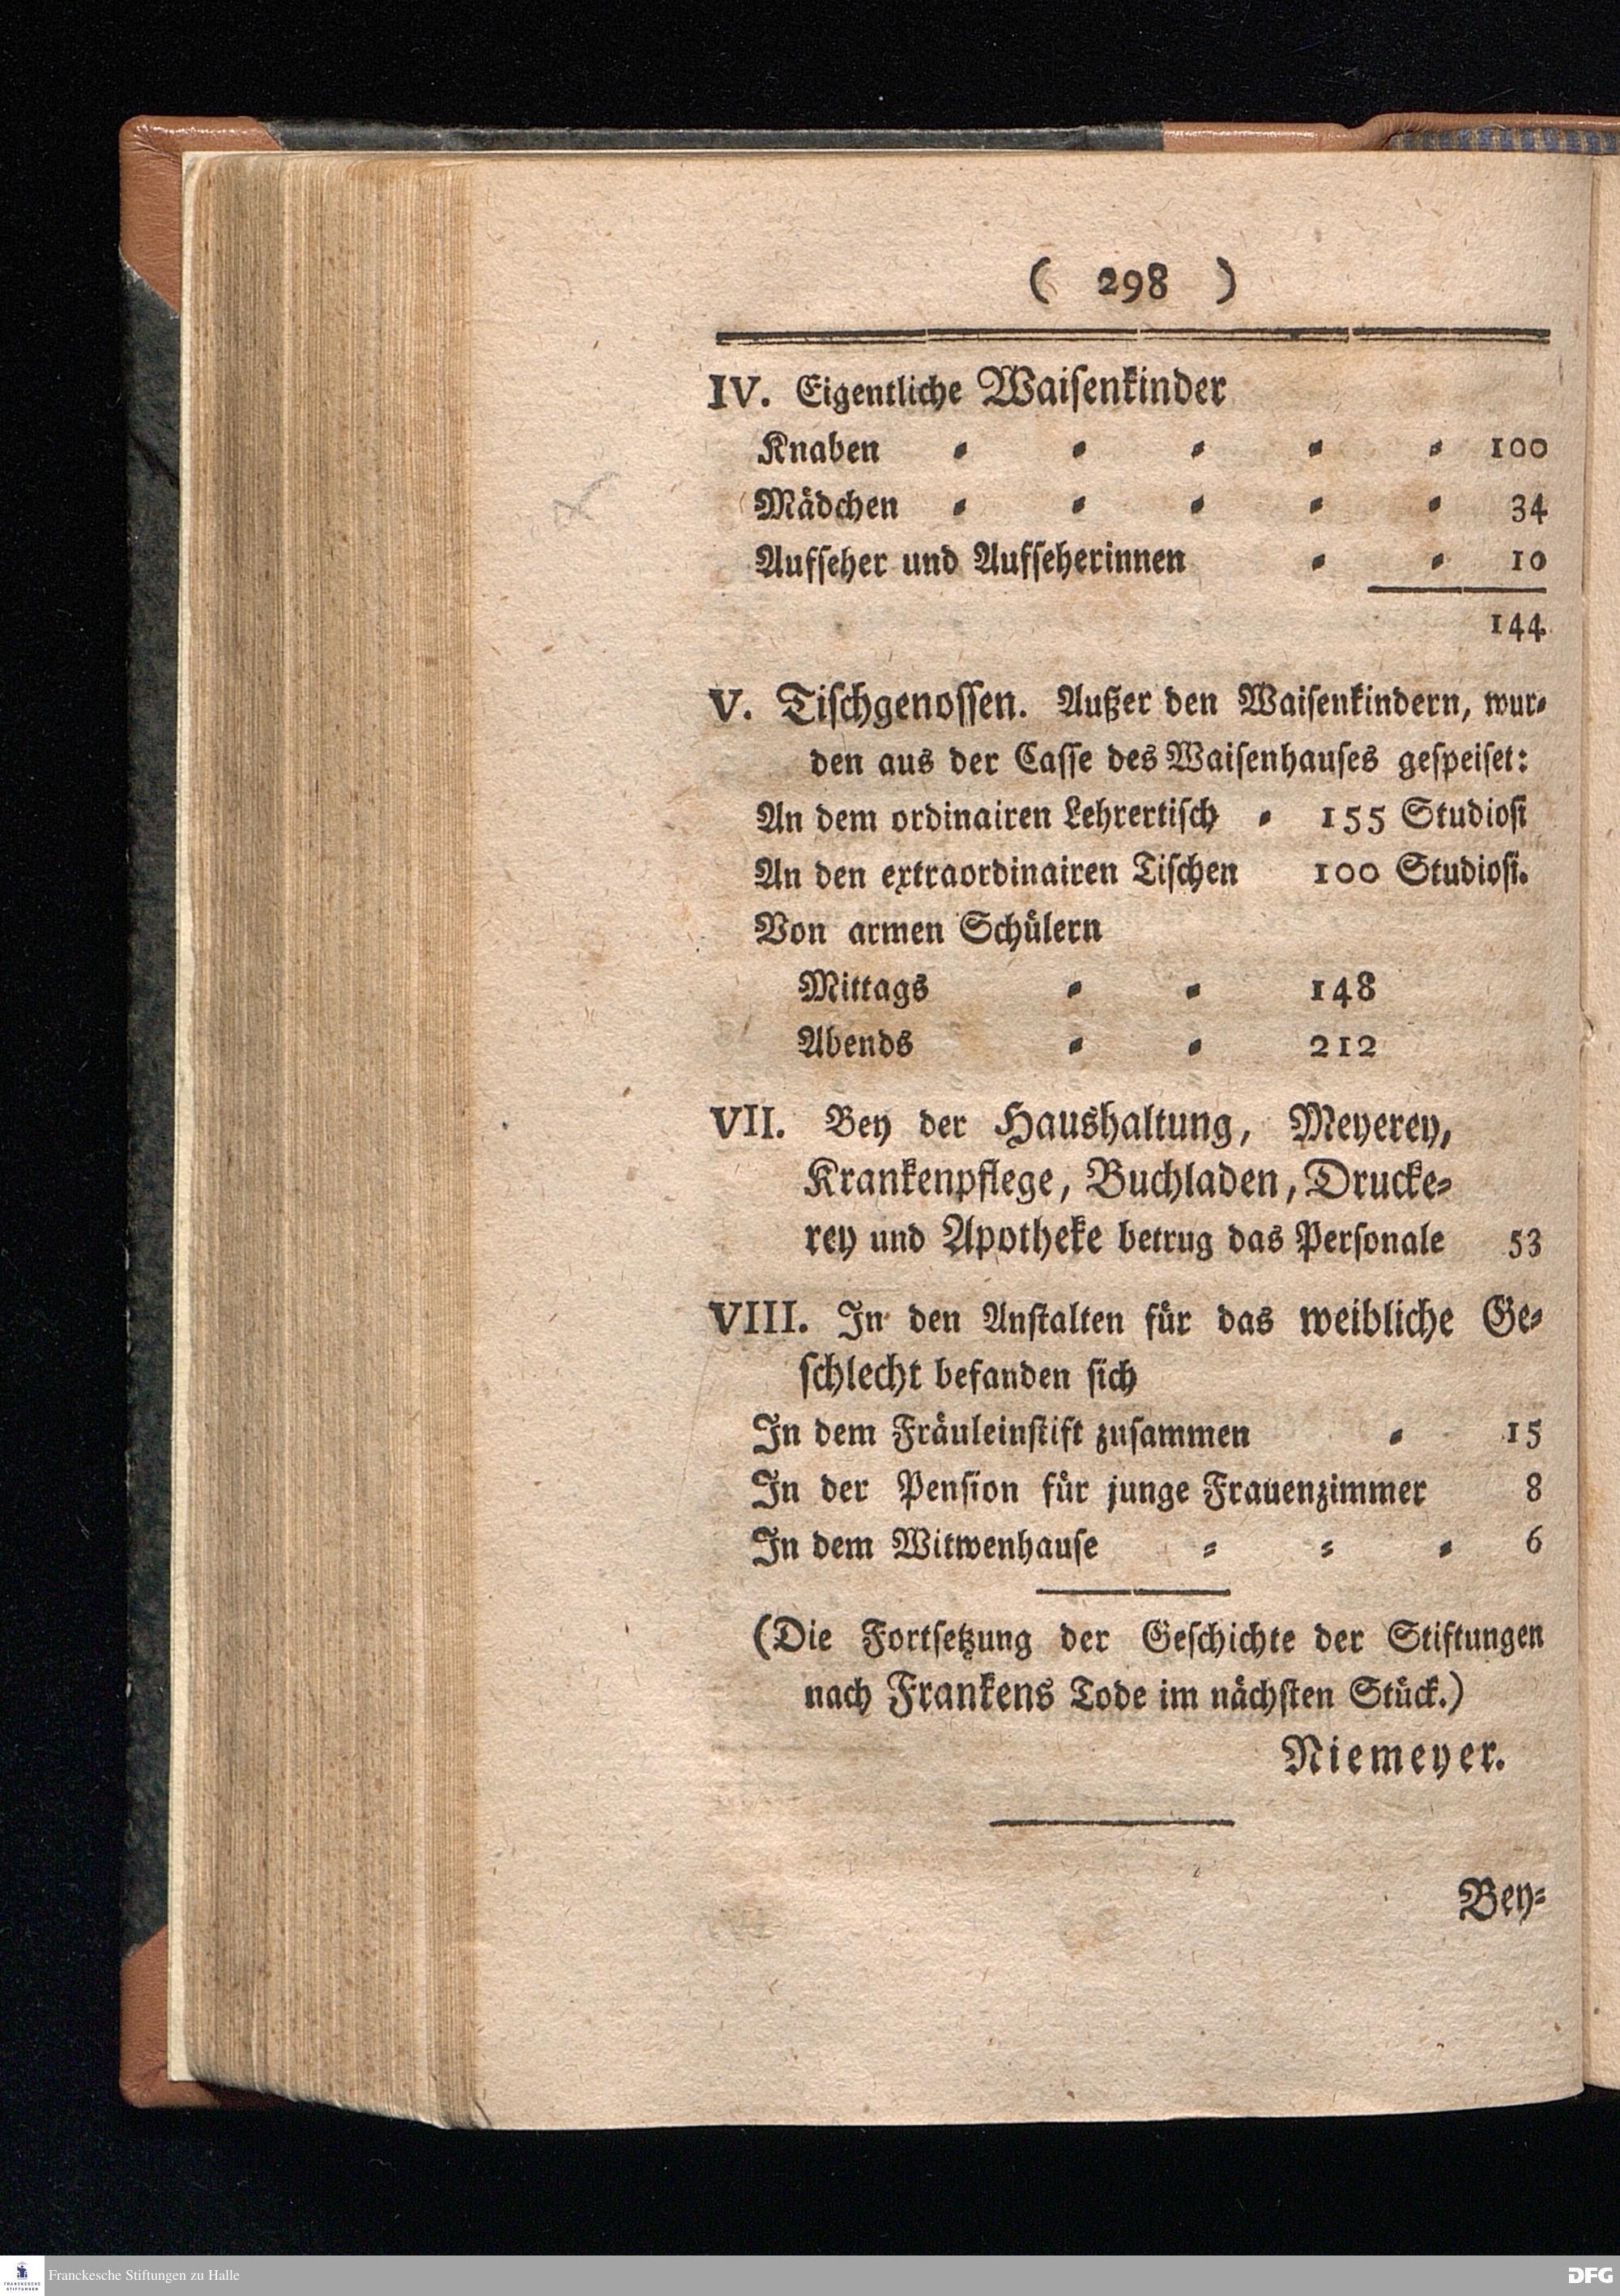 ( 298 )
IV. Eigentliche Waisenkinder
Knaben 100
Mädchen 34
Aufseher und Aufseherinnen 10
144
V. Tischgenossen. Außer den Waisenkindern, wur-
den aus der Casse des Waisenhauses gespeiset:
An dem ordinairen Lehrertisch 155 Studiosi
An den extraordinairen Tischen 100 Studiosi.
Von armen Schülern
Mittags 148
Abends 212
VII. Bey der Haushaltung, Meyerey,
Krankenpflege, Buchladen, Drucke-
rey und Apotheke betrug das Personale 53
VIII. In den Anstalten für das weibliche Ge-
schlecht befanden sich
In dem Fräuleinstift zusammen 15
In der Pension für junge Frauenzimmer 8
In dem Witwenhause 6
(Die Fortsetzung der Geschichte der Stiftungen
nach Frankens Tode im nächsten Stück.)
Niemeyer.
Bey-
FRANCKESCHE
STIFTUNGEN
Franckesche Stiftungen zu Halle
DFG